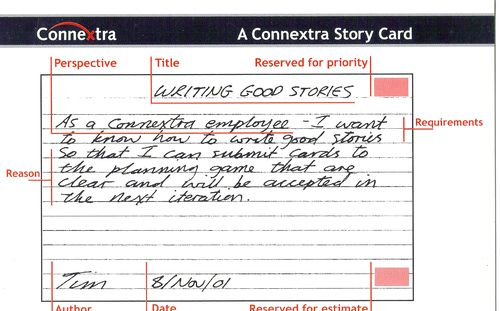 Connextra
A Connextra Story Card
Perspective
Title
Reserved for priority
WRITING GOOD STORIES
As a Connextra employee - I want
to know how to write good stories
So that I can submit cards to
the planning game that are
clear and will be accepted in
the next iteration.
Requirements
Reason
Tim
8/Nov/01
Author
Date
Reserved for estimate